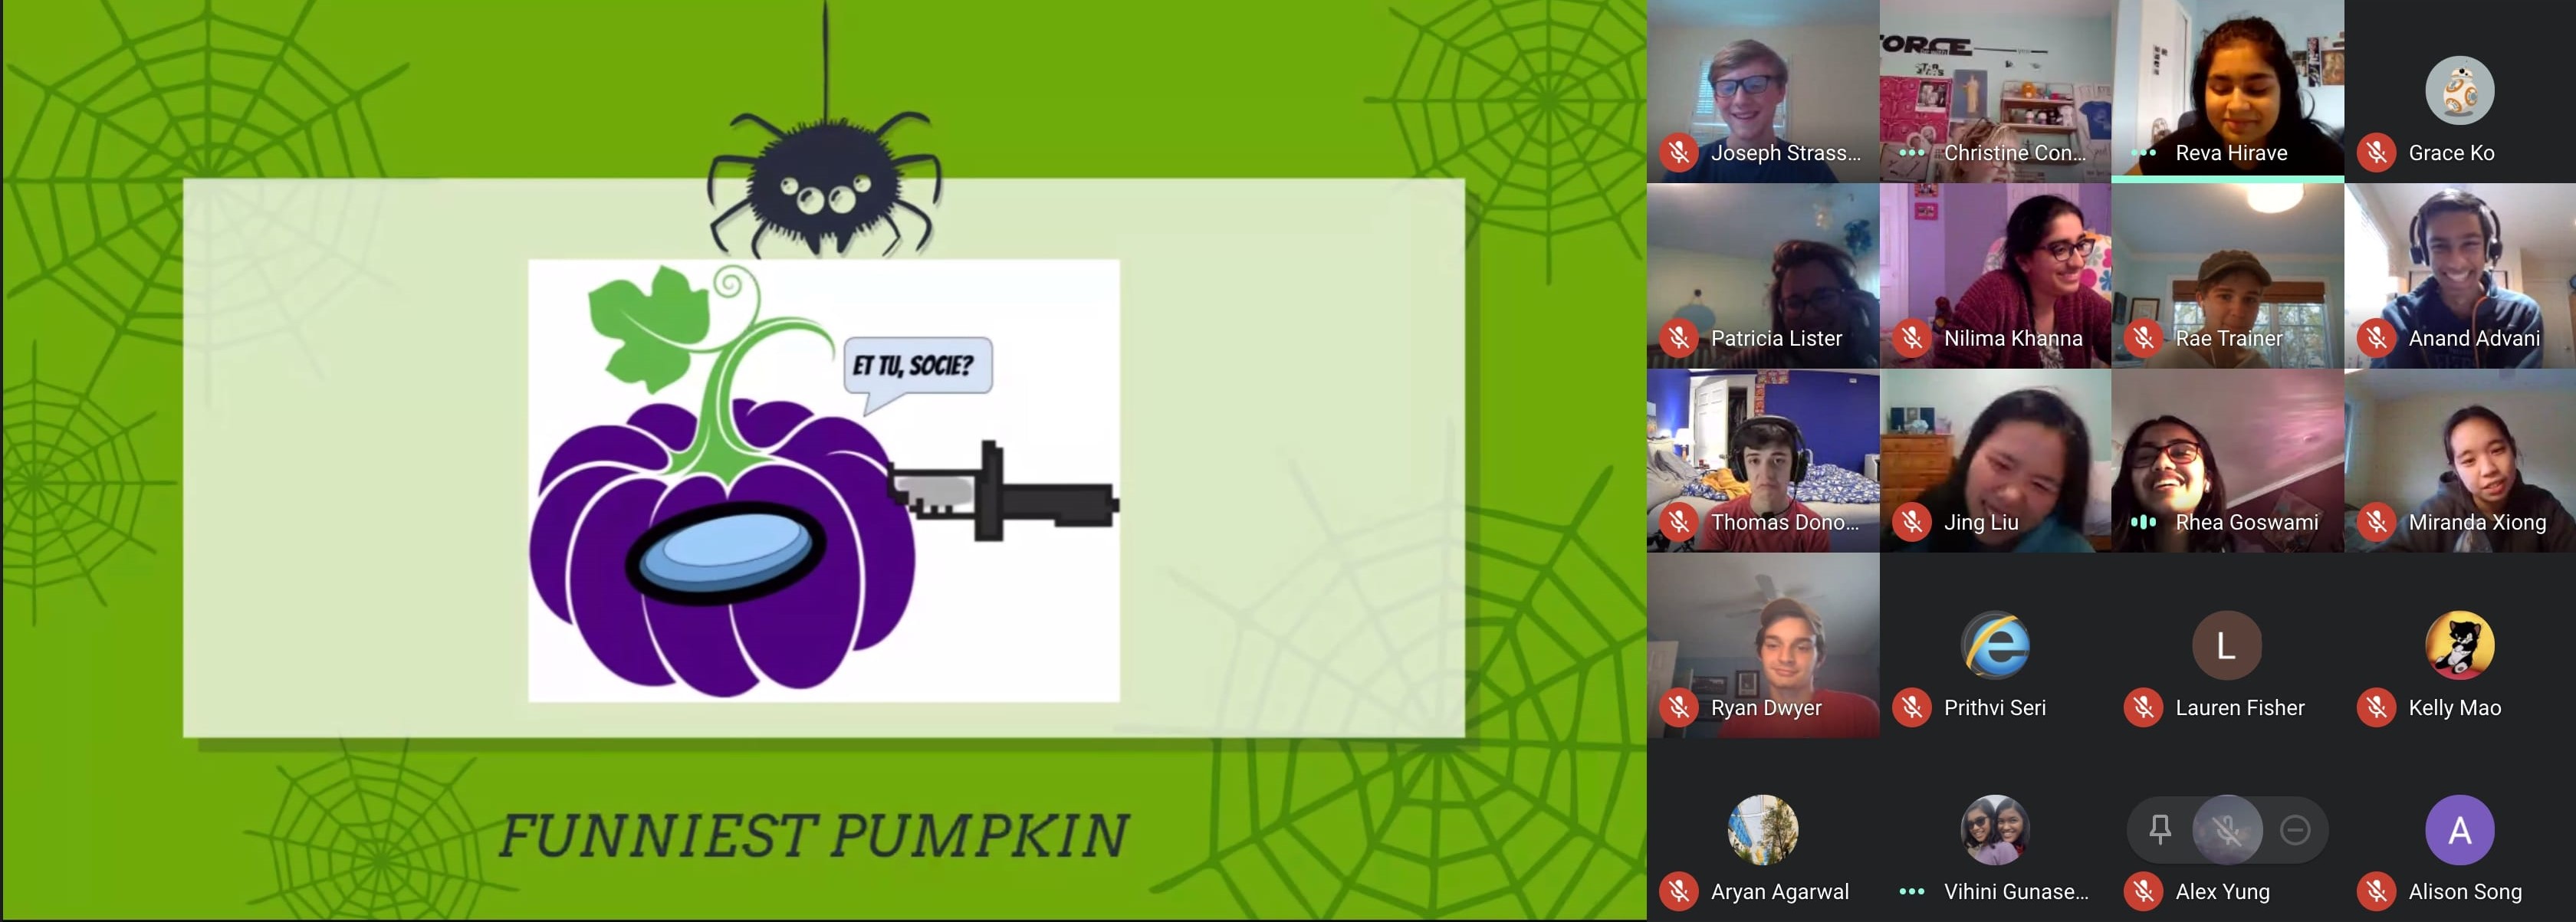 ET TU, SOCIE?
FUNNIEST PUMPKIN
ORCE
STAR
Joseph Strass...
Christine Con...
Reva Hirave
Grace Ko
Patricia Lister
Nilima Khanna
Rae Trainer
Anand Advani
Thomas Dono...
Jing Liu
Rhea Goswami
Miranda Xiong
Ryan Dwyer
Prithvi Seri
L
Lauren Fisher
Kelly Mao
Aryan Agarwal
Vihini Gunase...
Alex Yung
A
Alison Song